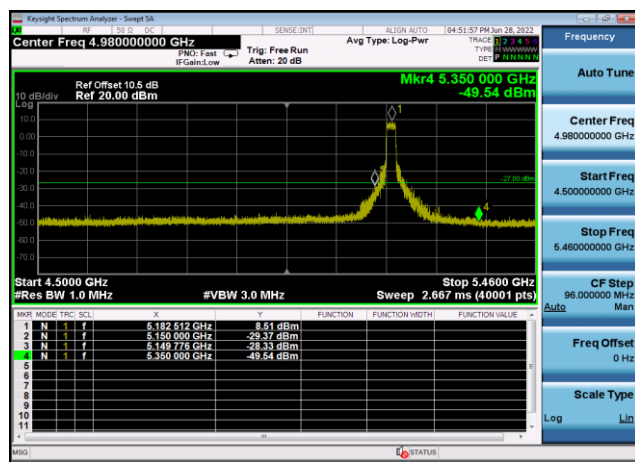 Keysight Spectrum Analyzer - Swept SA
RF 50 Ω DC SENSE:INT ALIGN AUTO 04:51:57 PM Jun 28, 2022
Center Freq 4.980000000 GHz
PNO: Fast
IFGain:Low
Trig: Free Run
Atten: 20 dB
Avg Type: Log-Pwr
TRACE 1 2 3 4 5 6
TYPE M W W W W W
DET P N N N N N
Frequency
Auto Tune
Center Freq
4.980000000 GHz
Start Freq
4.500000000 GHz
Stop Freq
5.460000000 GHz
CF Step
96.000000 MHz
Auto Man
Freq Offset
0 Hz
Scale Type
Log Lin
Mkr4 5.350 000 GHz
-49.54 dBm
Ref Offset 10.5 dB
10 dB/div Ref 20.00 dBm
Log
10.0
0.00
-10.0
-20.0
-30.0
-40.0
-50.0
-60.0
-70.0
1
-27.00 dBm
4
Start 4.5000 GHz Stop 5.4600 GHz
#Res BW 1.0 MHz #VBW 3.0 MHz Sweep 2.667 ms (40001 pts)
MKR MODE TRC SCL X Y FUNCTION FUNCTION WIDTH FUNCTION VALUE
1 N 1 f 5.182 512 GHz 8.51 dBm
2 N 1 f 5.150 000 GHz -29.37 dBm
3 N 1 f 5.149 776 GHz -28.33 dBm
4 N 1 f 5.350 000 GHz -49.54 dBm
5
6
7
8
9
10
11
MSG STATUS